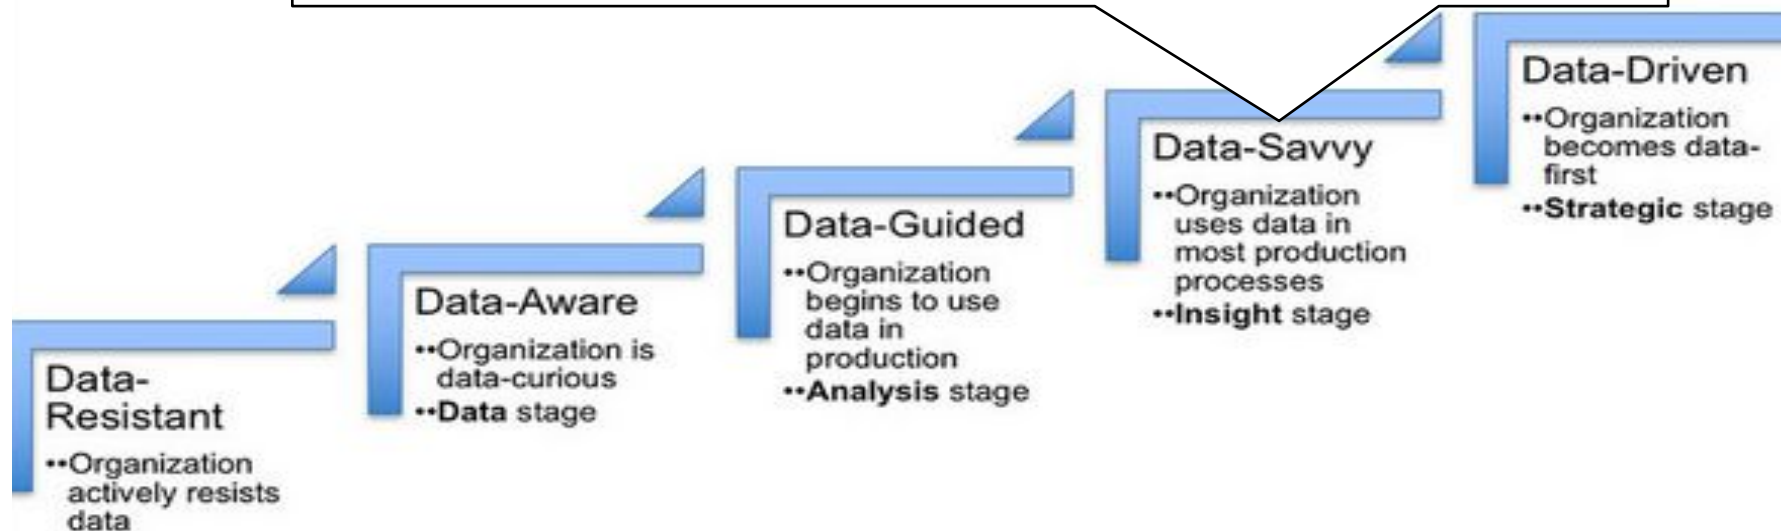 Data-
Resistant
••Organization
actively resists
data
Data-Aware
••Organization is
data-curious
••Data stage
Data-Guided
••Organization
begins to use
data in
production
••Analysis stage
Data-Savvy
••Organization
uses data in
most production
processes
••Insight stage
Data-Driven
••Organization
becomes data-
first
••Strategic stage